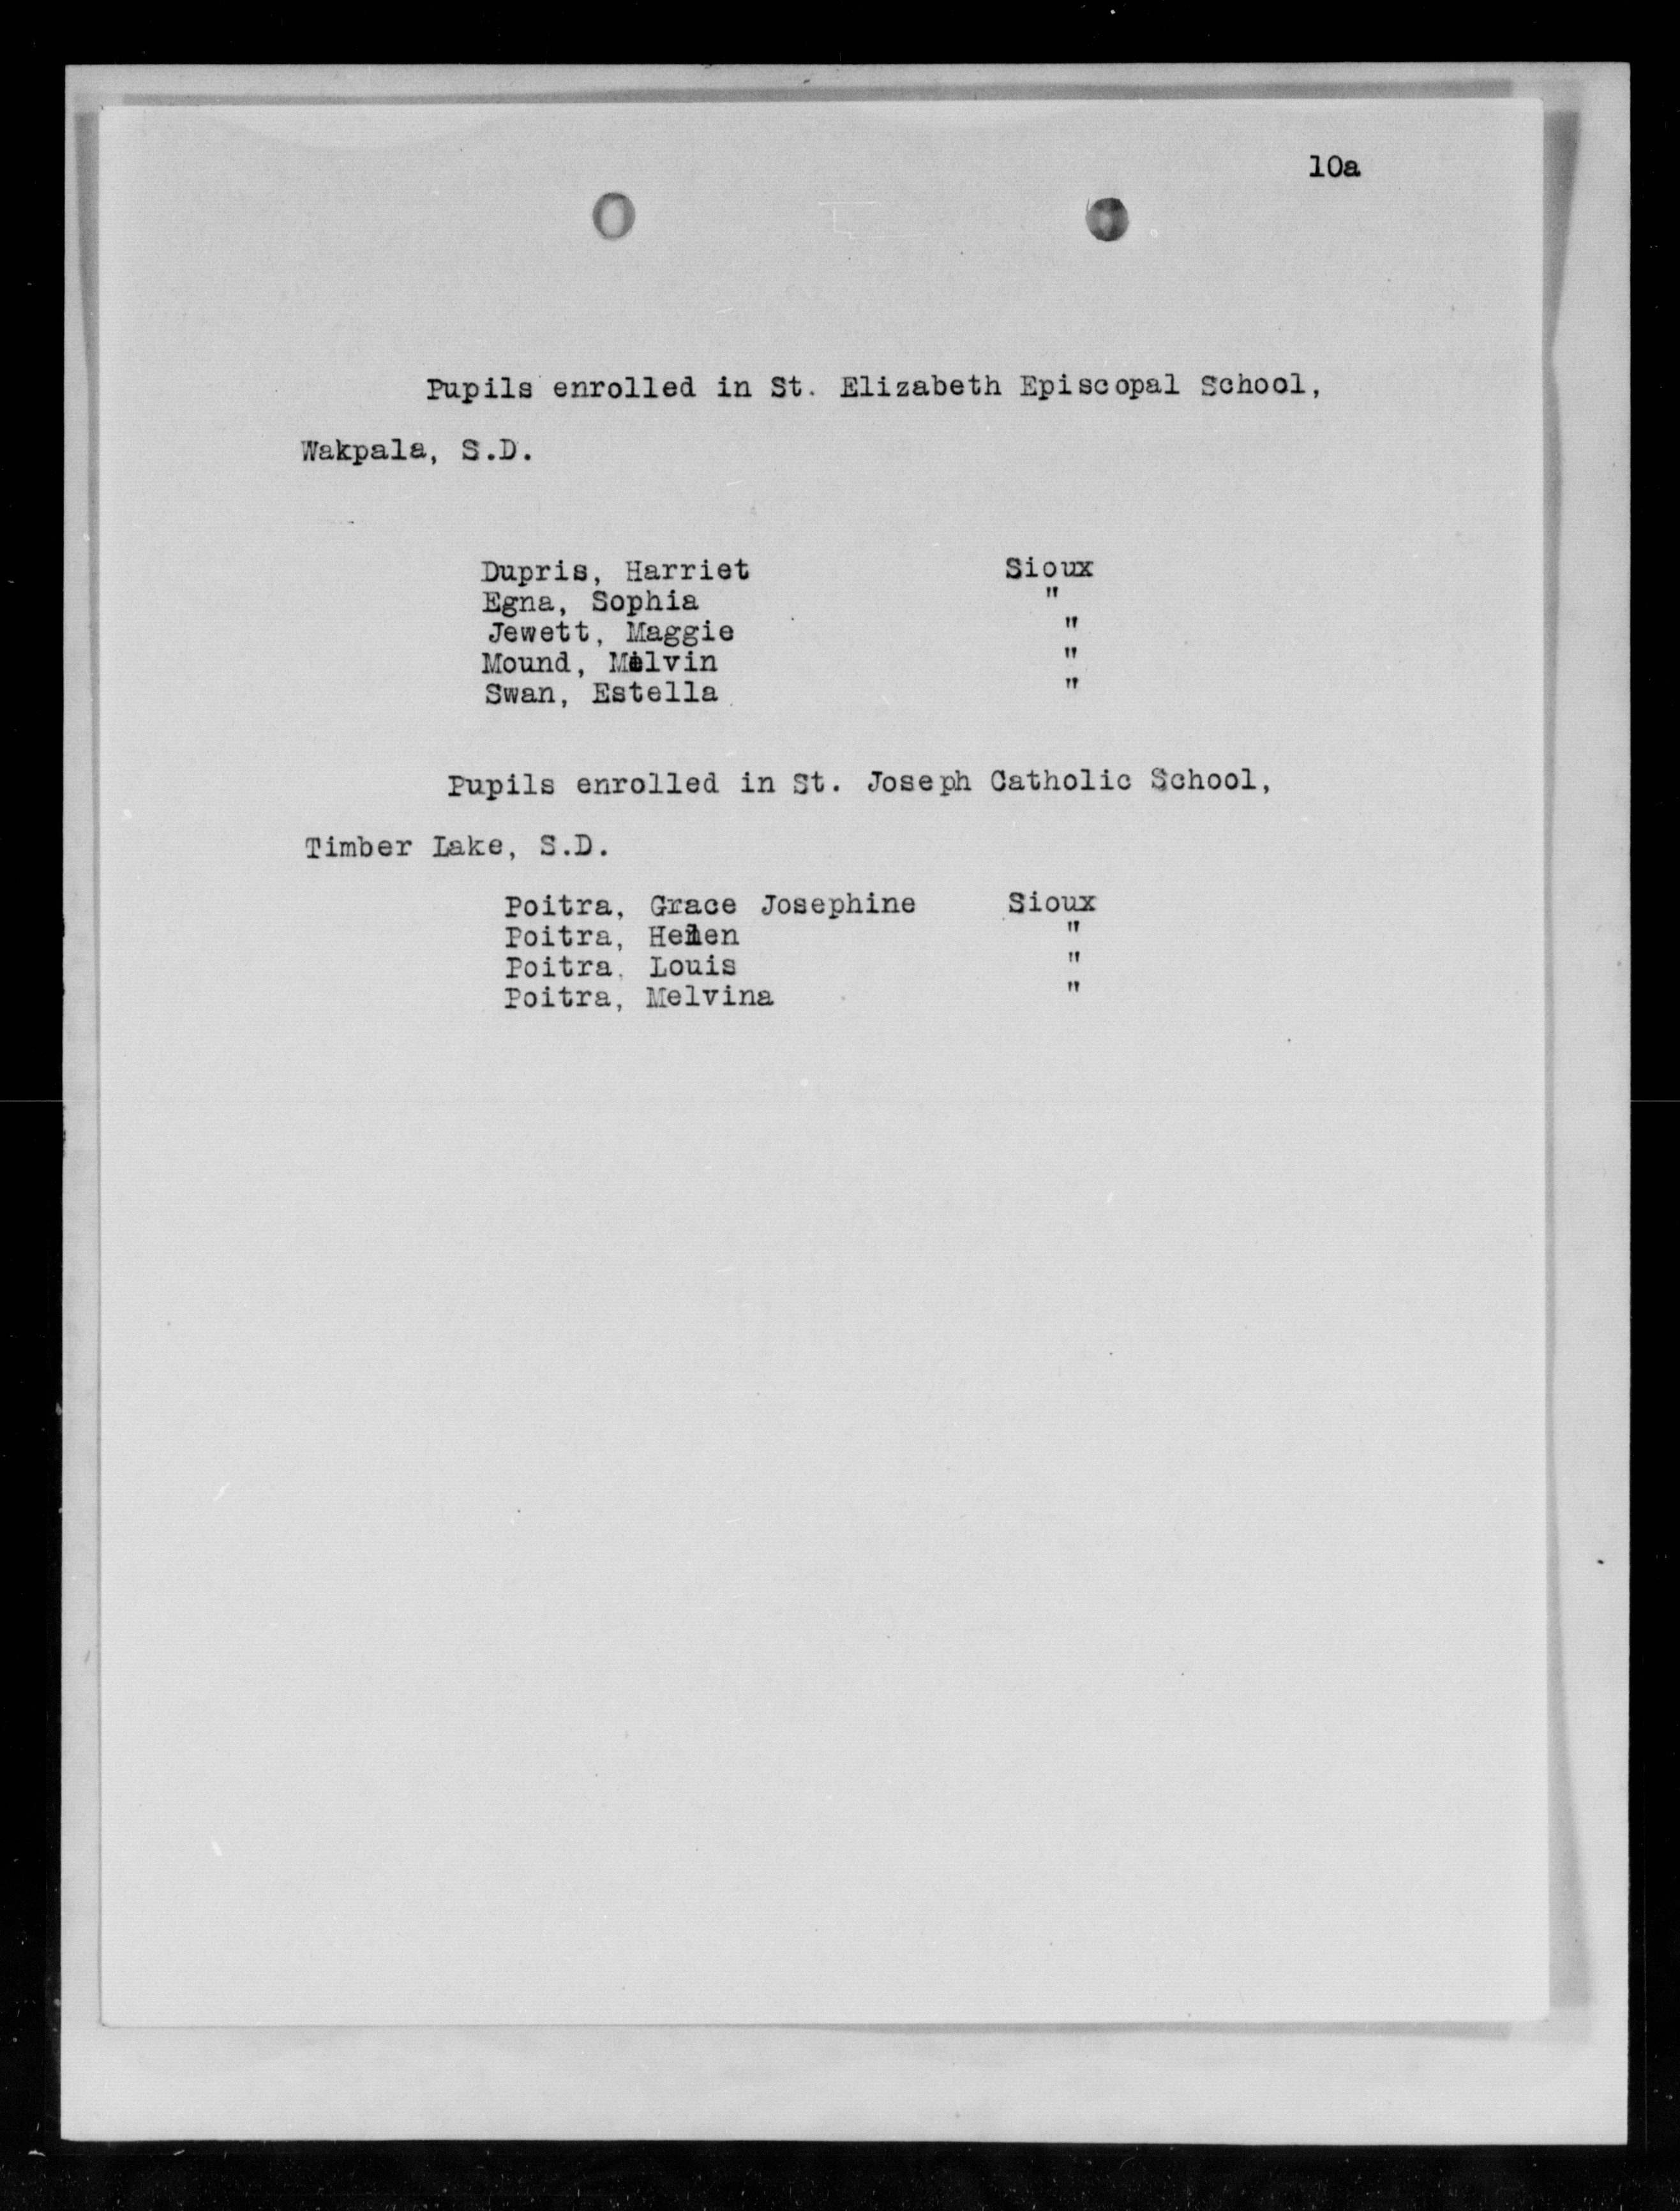 10a
Pupils enrolled in St. Elizabeth Episcopal School,
Wakpala, S.D.
Dupris, Harriet Sioux
Egna, Sophia "
Jewett, Maggie "
Mound, Melvin "
Swan, Estella "
Pupils enrolled in St. Joseph Catholic School,
Timber Lake, S.D.
Poitra, Grace Josephine Sioux
Poitra, Helen "
Poitra, Louis "
Poitra, Melvina "